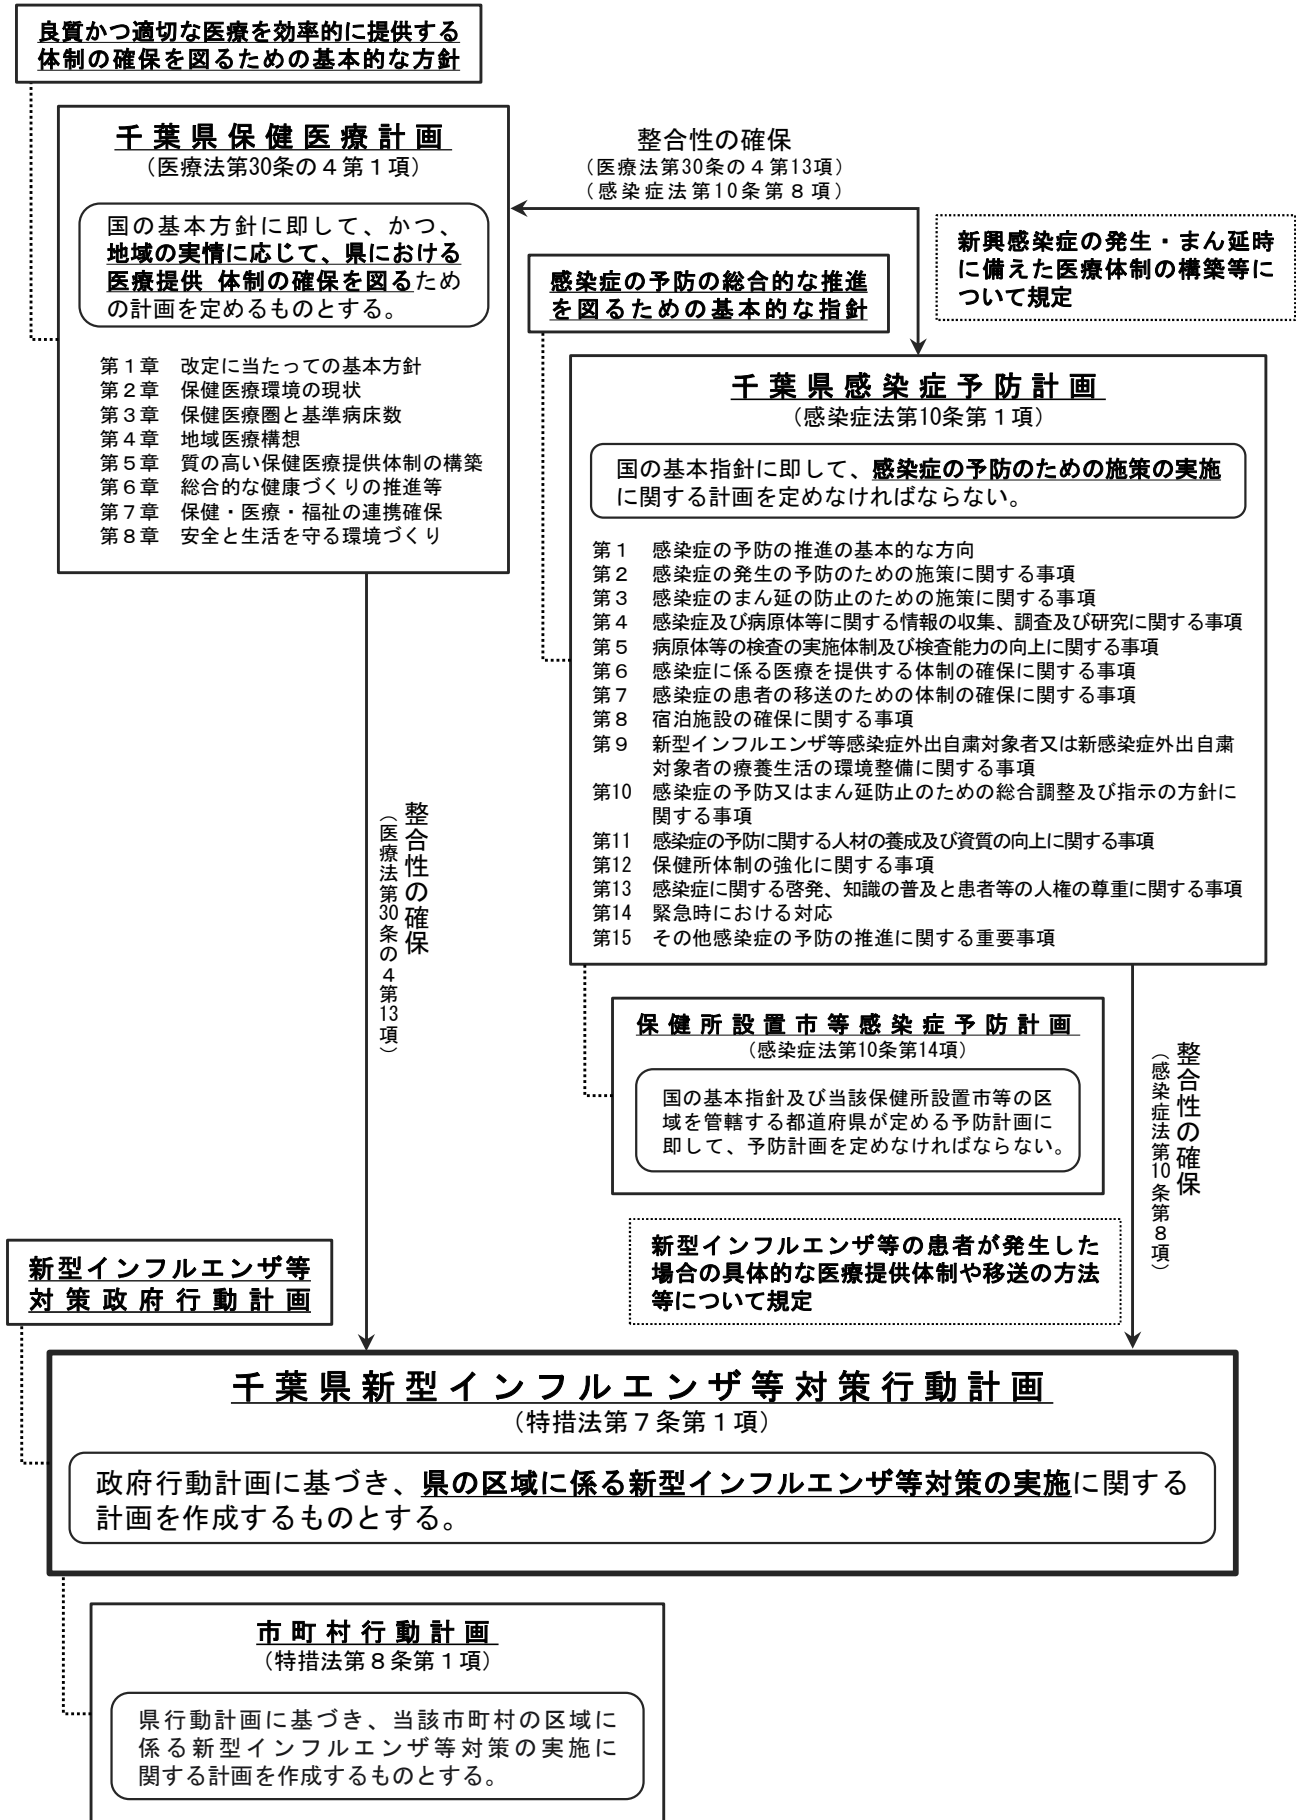 良質かつ適切な医療を効率的に提供する
体制の確保を図るための基本的な方針
千葉県保健医療計画
（医療法第30条の４第１項）
国の基本方針に即して、かつ、
地域の実情に応じて、県における
医療提供 体制の確保を図るため
の計画を定めるものとする。
第１章 改定に当たっての基本方針
第２章 保健医療環境の現状
第３章 保健医療圏と基準病床数
第４章 地域医療構想
第５章 質の高い保健医療提供体制の構築
第６章 総合的な健康づくりの推進等
第７章 保健・医療・福祉の連携確保
第８章 安全と生活を守る環境づくり
整合性の確保
（医療法第30条の４第13項）
（感染症法第10条第８項）
新興感染症の発生・まん延時
に備えた医療体制の構築等に
ついて規定
感染症の予防の総合的な推進
を図るための基本的な指針
千葉県感染症予防計画
（感染症法第10条第１項）
国の基本指針に即して、感染症の予防のための施策の実施
に関する計画を定めなければならない。
第１ 感染症の予防の推進の基本的な方向
第２ 感染症の発生の予防のための施策に関する事項
第３ 感染症のまん延の防止のための施策に関する事項
第４ 感染症及び病原体等に関する情報の収集、調査及び研究に関する事項
第５ 病原体等の検査の実施体制及び検査能力の向上に関する事項
第６ 感染症に係る医療を提供する体制の確保に関する事項
第７ 感染症の患者の移送のための体制の確保に関する事項
第８ 宿泊施設の確保に関する事項
第９ 新型インフルエンザ等感染症外出自粛対象者又は新感染症外出自粛
対象者の療養生活の環境整備に関する事項
第10 感染症の予防又はまん延防止のための総合調整及び指示の方針に
関する事項
第11 感染症の予防に関する人材の養成及び資質の向上に関する事項
第12 保健所体制の強化に関する事項
第13 感染症に関する啓発、知識の普及と患者等の人権の尊重に関する事項
第14 緊急時における対応
第15 その他感染症の予防の推進に関する重要事項
整合性の確保
（医療法第30条の４第13項）
保健所設置市等感染症予防計画
（感染症法第10条第14項）
国の基本指針及び当該保健所設置市等の区
域を管轄する都道府県が定める予防計画に
即して、予防計画を定めなければならない。
整合性の確保
（感染症法第10条第８項）
新型インフルエンザ等の患者が発生した
場合の具体的な医療提供体制や移送の方法
等について規定
新型インフルエンザ等
対策政府行動計画
千葉県新型インフルエンザ等対策行動計画
（特措法第７条第１項）
政府行動計画に基づき、県の区域に係る新型インフルエンザ等対策の実施に関する
計画を作成するものとする。
市町村行動計画
（特措法第８条第１項）
県行動計画に基づき、当該市町村の区域に
係る新型インフルエンザ等対策の実施に
関する計画を作成するものとする。